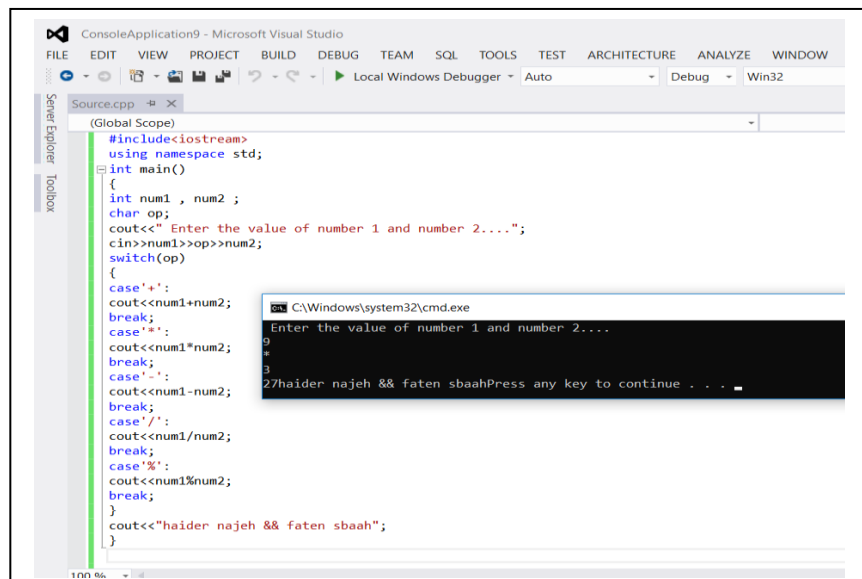 ConsoleApplication9 - Microsoft Visual Studio
FILE EDIT VIEW PROJECT BUILD DEBUG TEAM SQL TOOLS TEST ARCHITECTURE ANALYZE WINDOW
Local Windows Debugger Auto Debug Win32
Server Explorer
Toolbox
Source.cpp
(Global Scope)
#include<iostream>
using namespace std;
int main()
{
int num1 , num2 ;
char op;
cout<<" Enter the value of number 1 and number 2....";
cin>>num1>>op>>num2;
switch(op)
{
case'+':
cout<<num1+num2;
break;
case'*':
cout<<num1*num2;
break;
case'-':
cout<<num1-num2;
break;
case'/':
cout<<num1/num2;
break;
case'%':
cout<<num1%num2;
break;
}
cout<<"haider najeh && faten sbaah";
}
100 %
C:\Windows\system32\cmd.exe
Enter the value of number 1 and number 2....
9
*
3
27haider najeh && faten sbaahPress any key to continue . . .